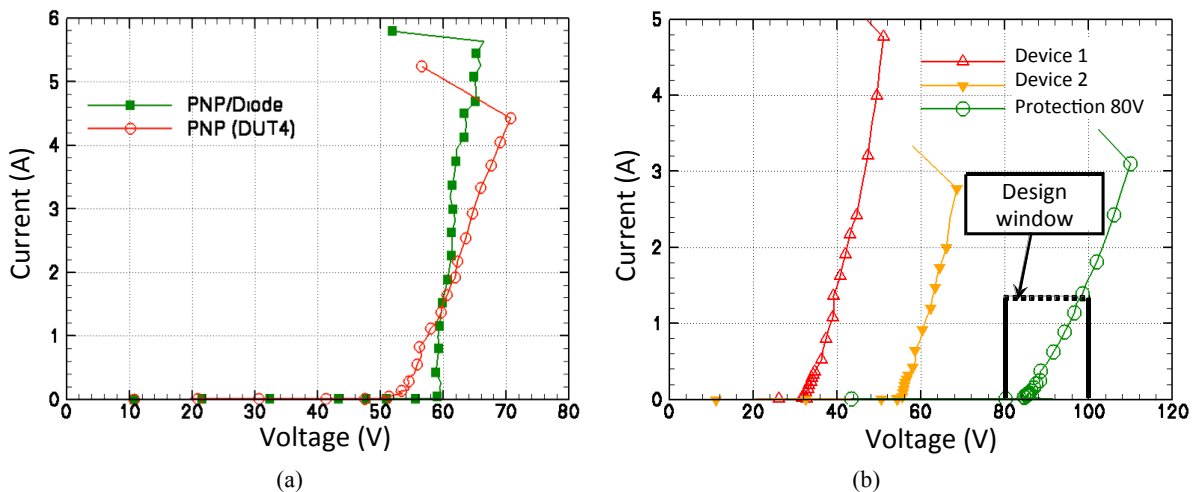 6
5
4
3
2
1
0
Current (A)
PNP/Diode
PNP (DUT4)
0 10 20 30 40 50 60 70 80
Voltage (V)
(a)
5
4
3
2
1
0
Current (A)
Device 1
Device 2
Protection 80V
Design
window
0 20 40 60 80 100 120
Voltage (V)
(b)